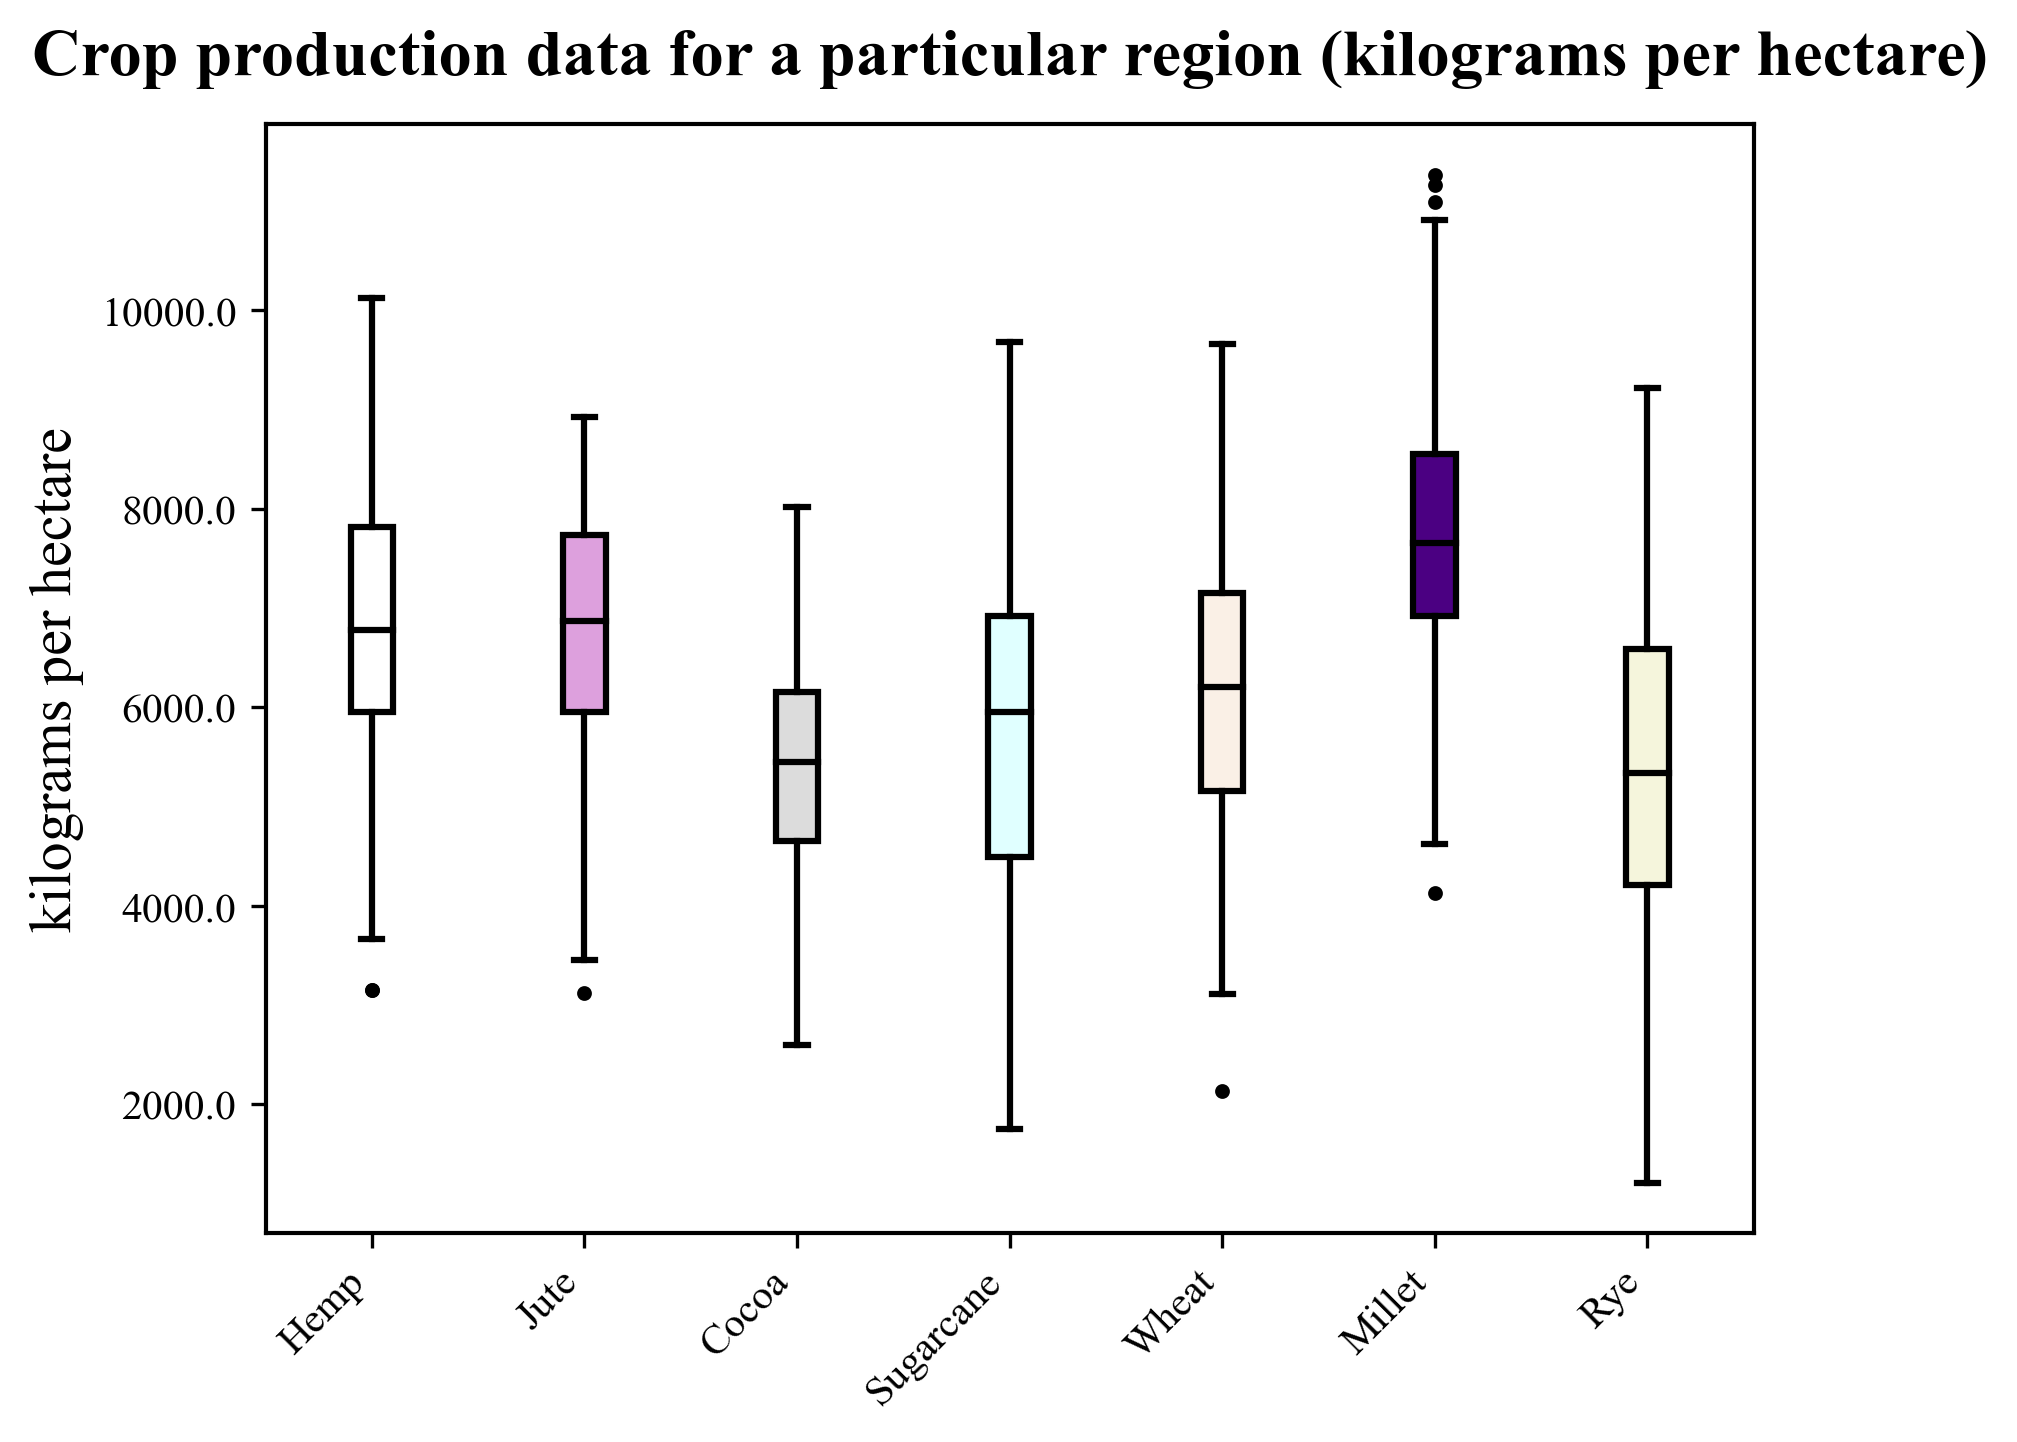 Crop production data for a particular region (kilograms per hectare)
kilograms per hectare
10000.0
8000.0
6000.0
4000.0
2000.0
Hemp
Jute
Cocoa
Sugarcane
Wheat
Millet
Rye